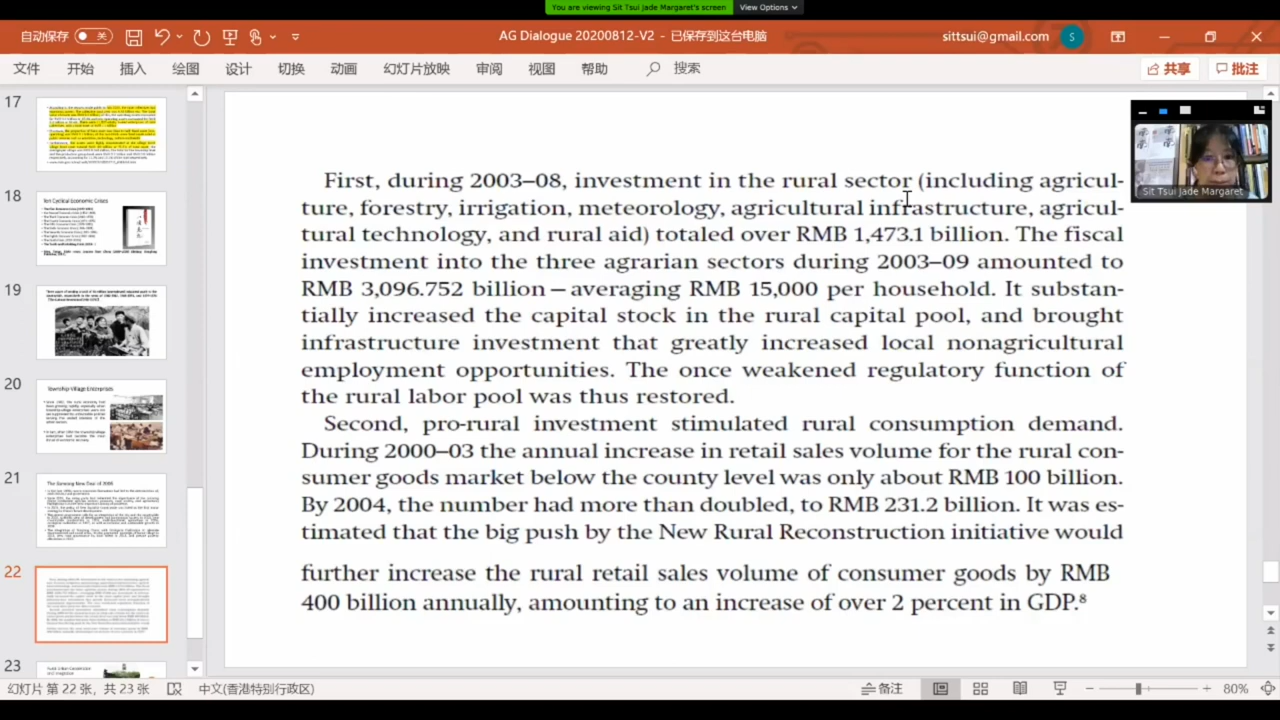 You are viewing Sit Tsui Jade Margaret's screen
View Options
自动保存 关
AG Dialogue 20200812-V2 - 已保存到这台电脑
sittsui@gmail.com
S
文件 开始 插入 绘图 设计 切换 动画 幻灯片放映 审阅 视图 帮助 搜索
共享 批注
17
18
Ten Cyclical Economic Crises
19
20
Township Village Enterprises
21
22
23
First, during 2003–08, investment in the rural sector (including agricul-
ture, forestry, irrigation, meteorology, agricultural infrastructure, agricul-
tural technology, and rural aid) totaled over RMB 1,473.1 billion. The fiscal
investment into the three agrarian sectors during 2003–09 amounted to
RMB 3,096.752 billion—averaging RMB 15,000 per household. It substan-
tially increased the capital stock in the rural capital pool, and brought
infrastructure investment that greatly increased local nonagricultural
employment opportunities. The once weakened regulatory function of
the rural labor pool was thus restored.
Second, pro-rural investment stimulated rural consumption demand.
During 2000–03 the annual increase in retail sales volume for the rural con-
sumer goods market below the county level was only about RMB 100 billion.
By 2004, the number had more than doubled, to RMB 231.2 billion. It was es-
timated that the big push by the New Rural Reconstruction initiative would
further increase the rural retail sales volume of consumer goods by RMB
400 billion annually, amounting to an increase of over 2 percent in GDP.⁸
Sit Tsui Jade Margaret
幻灯片 第 22 张，共 23 张
中文(香港特别行政区)
备注
80%